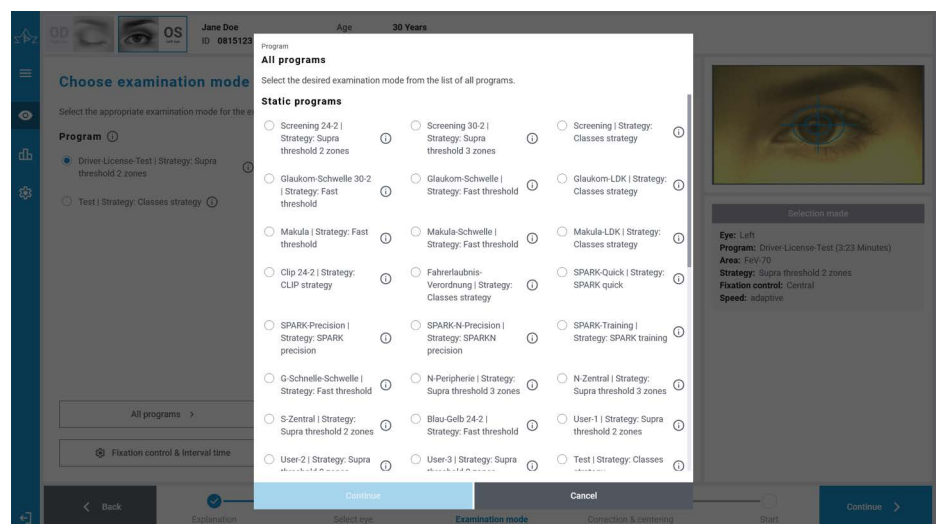 OD
OS
Jane Doe
ID 0815123
Age
30 Years
Choose examination mode
Select the appropriate examination mode for the
Program
Driver-License-Test | Strategy: Supra
threshold 2 zones
Test | Strategy: Classes strategy
All programs
Fixation control & Interval time
Program
All programs
Select the desired examination mode from the list of all programs.
Static programs
Screening 24-2 |
Strategy: Supra
threshold 2 zones
Screening 30-2 |
Strategy: Supra
threshold 3 zones
Screening | Strategy:
Classes strategy
Glaukom-Schwelle 30-2
| Strategy: Fast
threshold
Glaukom-Schwelle |
Strategy: Fast threshold
Glaukom-LDK | Strategy:
Classes strategy
Makula | Strategy: Fast
threshold
Makula-Schwelle |
Strategy: Fast threshold
Makula-LDK | Strategy:
Classes strategy
Clip 24-2 | Strategy:
CLIP strategy
Fahrerlaubnis-
Verordnung | Strategy:
Classes strategy
SPARK-Quick | Strategy:
SPARK quick
SPARK-Precision |
Strategy: SPARK
precision
SPARK-N-Precision |
Strategy: SPARKN
precision
SPARK-Training |
Strategy: SPARK training
G-Schnelle-Schwelle |
Strategy: Fast threshold
N-Peripherie | Strategy:
Supra threshold 3 zones
N-Zentral | Strategy:
Supra threshold 3 zones
S-Zentral | Strategy:
Supra threshold 2 zones
Blau-Gelb 24-2 |
Strategy: Fast threshold
User-1 | Strategy: Supra
threshold 2 zones
User-2 | Strategy: Supra
User-3 | Strategy: Supra
Test | Strategy: Classes
Continue
Cancel
Selection made
Eye: Left
Program: Driver-License-Test (3:23 Minutes)
Area: FeV-70
Strategy: Supra threshold 2 zones
Fixation control: Central
Speed: adaptive
Back
Explanation
Select eye
Examination mode
Correction & centering
Start
Continue